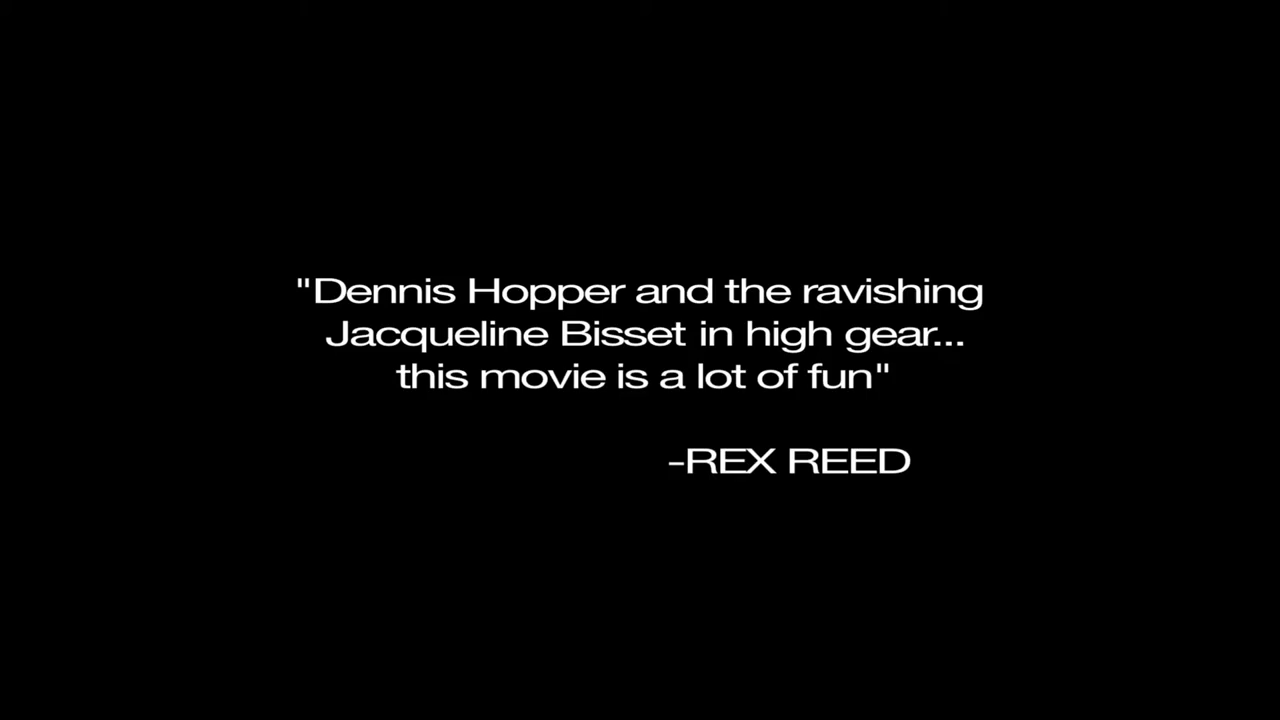 "Dennis Hopper and the ravishing
Jacqueline Bisset in high gear...
this movie is a lot of fun"
-REX REED